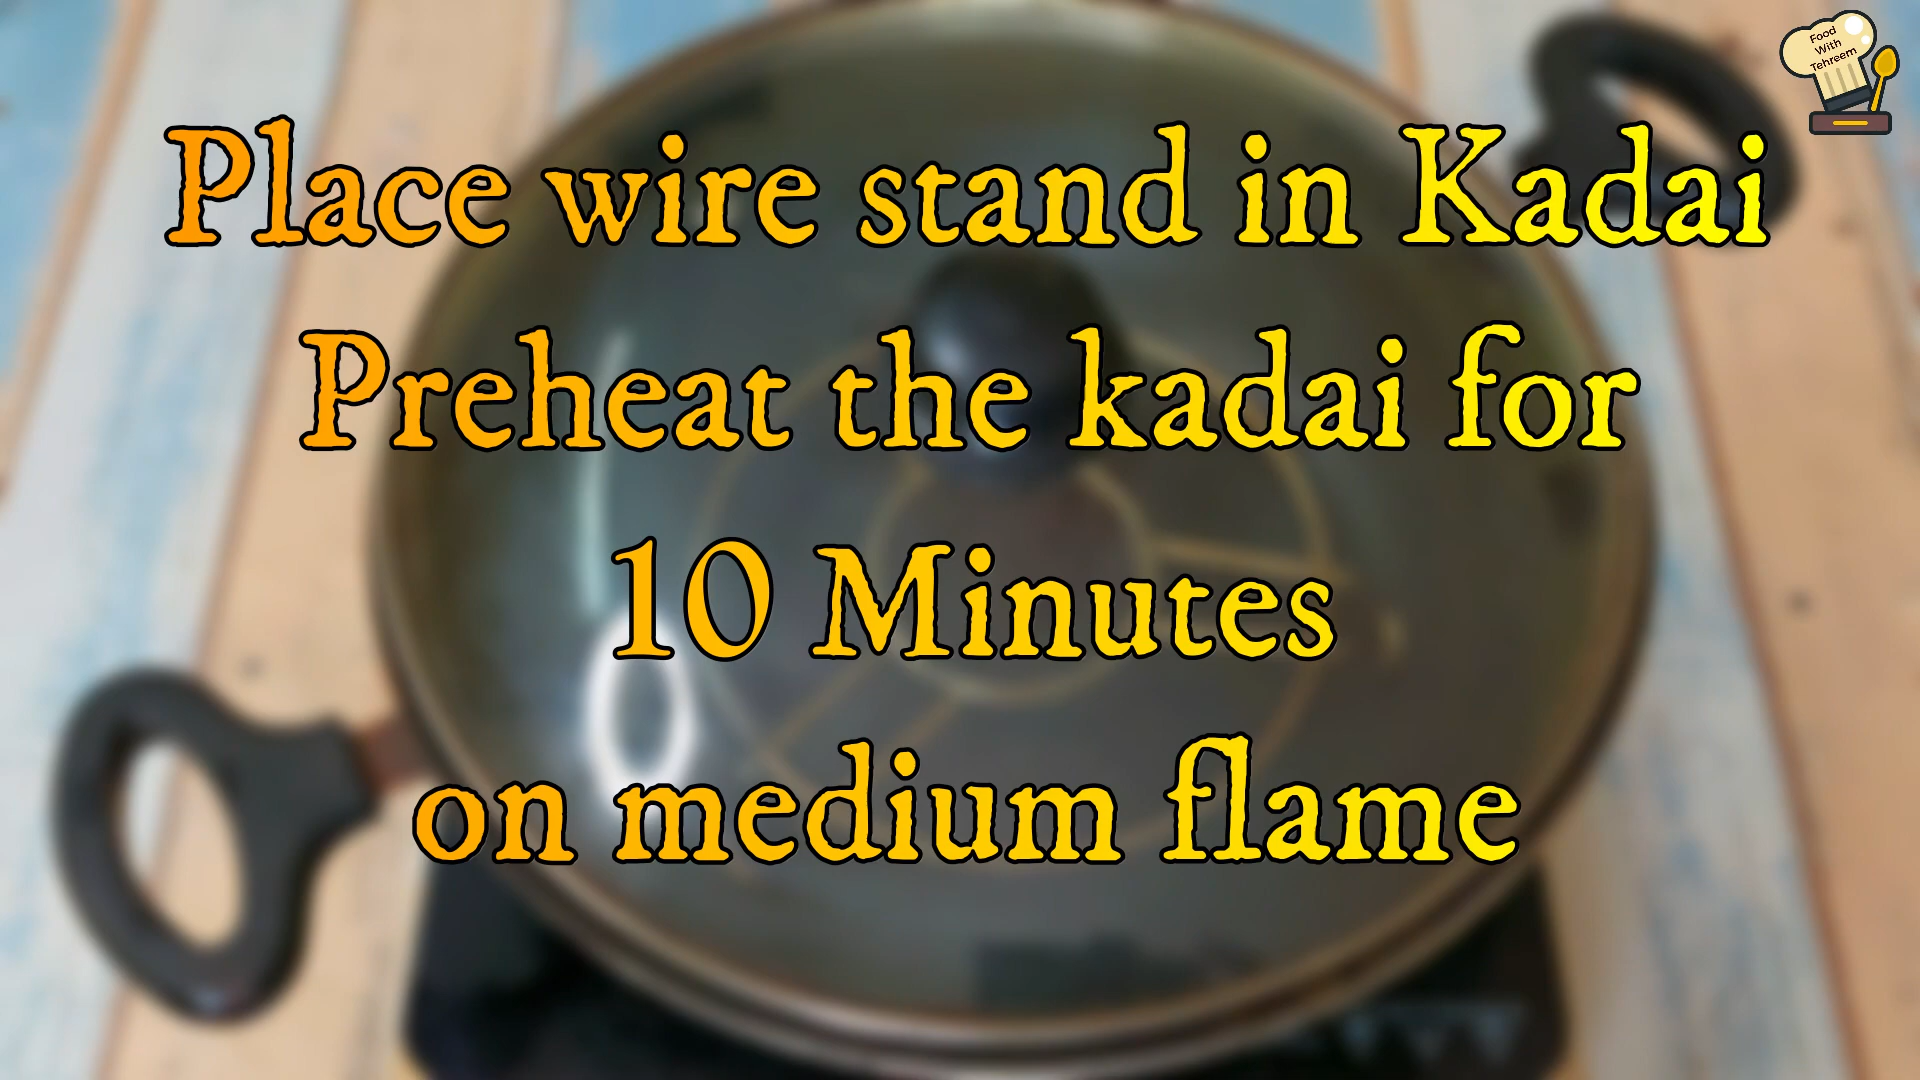 Food
With
Tehreem
Place wire stand in Kadai
Preheat the kadai for
10 Minutes
on medium flame